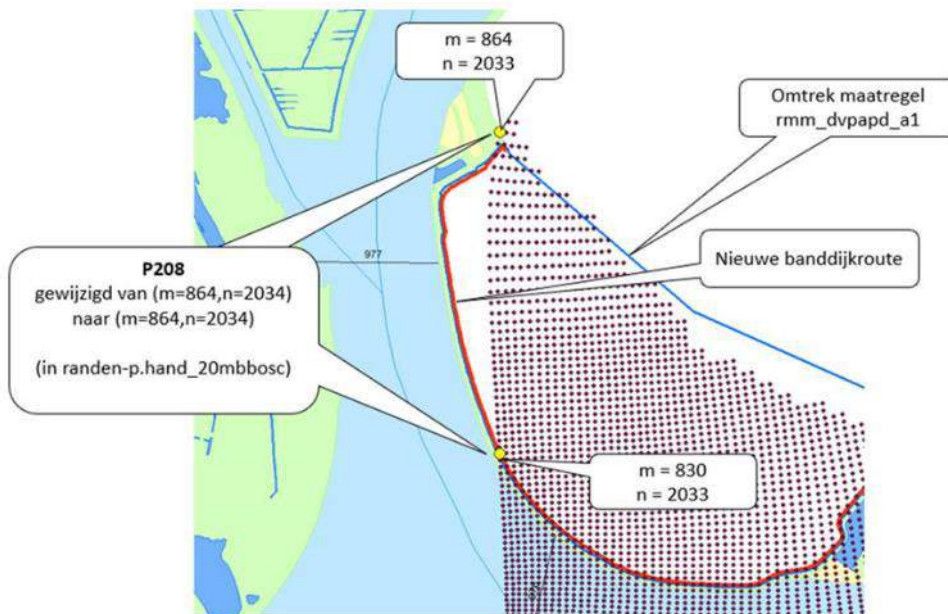 m = 864
n = 2033
Omtrek maatregel
rmm_dvpapd_a1
Nieuwe banddijkroute
977
P208
gewijzigd van (m=864,n=2034)
naar (m=864,n=2034)
(in randen-p.hand_20mbbosc)
m = 830
n = 2033